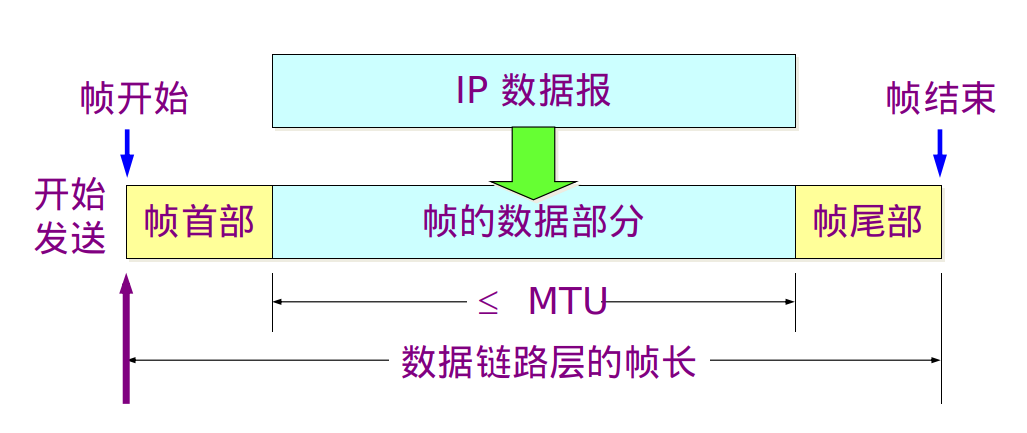 IP 数据报
帧开始
帧结束
开始
发送
帧首部
帧的数据部分
帧尾部
≤ MTU
数据链路层的帧长